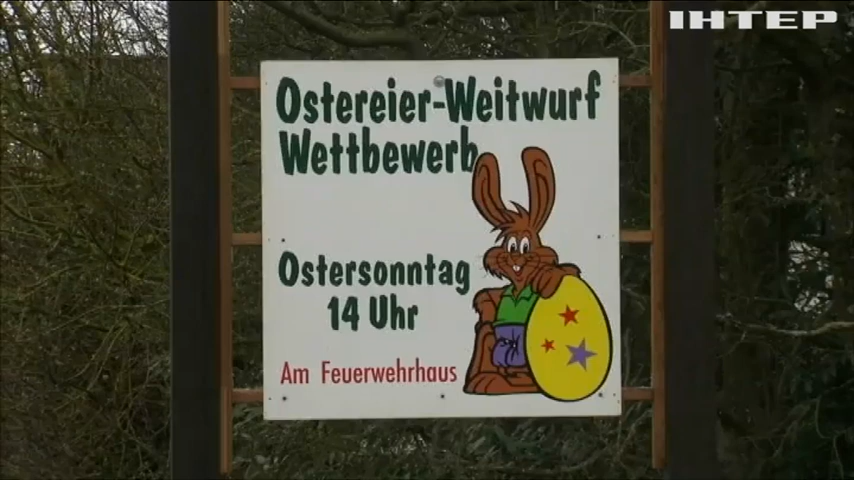 ІНТЕР
Ostereier-Weitwurf
Wettbewerb
Ostersonntag
14 Uhr
Am Feuerwehrhaus